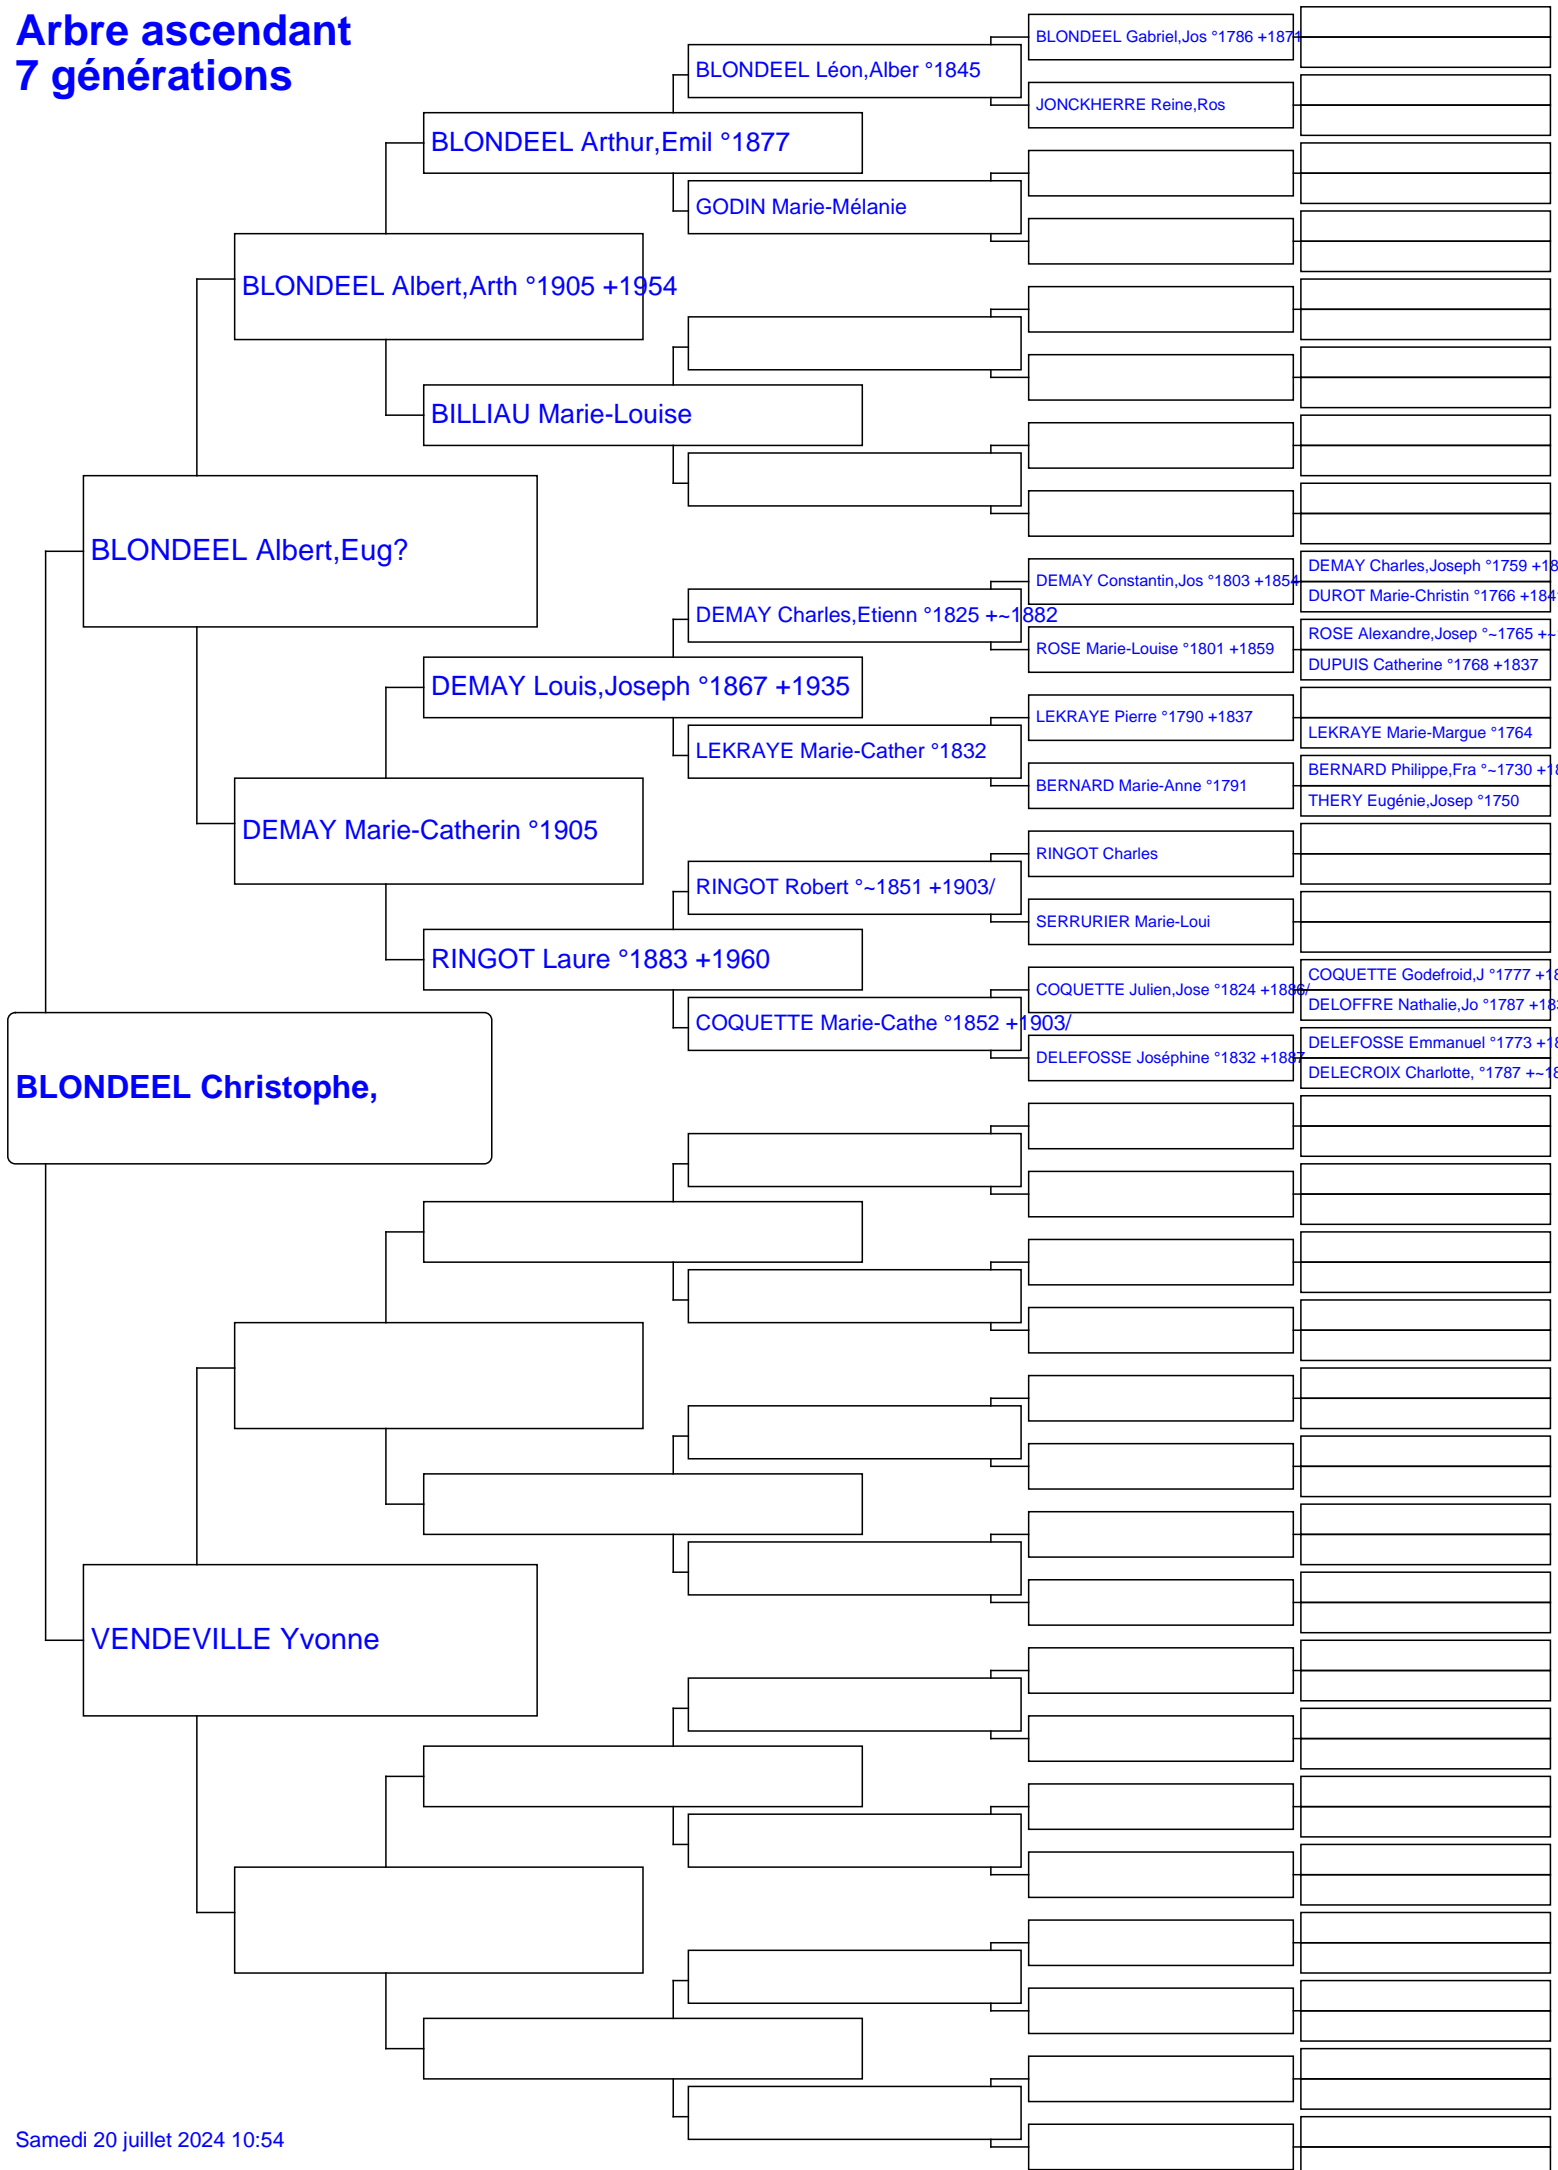 Arbre ascendant
7 générations
BLONDEEL Gabriel,Jos °1786 +1871
BLONDEEL Léon,Alber °1845
JONCKHERRE Reine,Ros
BLONDEEL Arthur,Emil °1877
GODIN Marie-Mélanie
BLONDEEL Albert,Arth °1905 +1954
BILLIAU Marie-Louise
BLONDEEL Albert,Eug?
DEMAY Charles,Joseph °1759 +18
DEMAY Constantin,Jos °1803 +1854
DUROT Marie-Christin °1766 +184
DEMAY Charles,Etienn °1825 +~1882
ROSE Alexandre,Josep °~1765 +~
ROSE Marie-Louise °1801 +1859
DUPUIS Catherine °1768 +1837
DEMAY Louis,Joseph °1867 +1935
LEKRAYE Pierre °1790 +1837
LEKRAYE Marie-Margue °1764
LEKRAYE Marie-Cather °1832
BERNARD Philippe,Fra °~1730 +18
BERNARD Marie-Anne °1791
THERY Eugénie,Josep °1750
DEMAY Marie-Catherin °1905
RINGOT Charles
RINGOT Robert °~1851 +1903/
SERRURIER Marie-Loui
RINGOT Laure °1883 +1960
COQUETTE Godefroid,J °1777 +18
COQUETTE Julien,Jose °1824 +1886/
DELOFFRE Nathalie,Jo °1787 +183
COQUETTE Marie-Cathe °1852 +1903/
DELEFOSSE Emmanuel °1773 +18
DELEFOSSE Joséphine °1832 +1887
DELECROIX Charlotte, °1787 +~18
BLONDEEL Christophe,
VENDEVILLE Yvonne
Samedi 20 juillet 2024 10:54